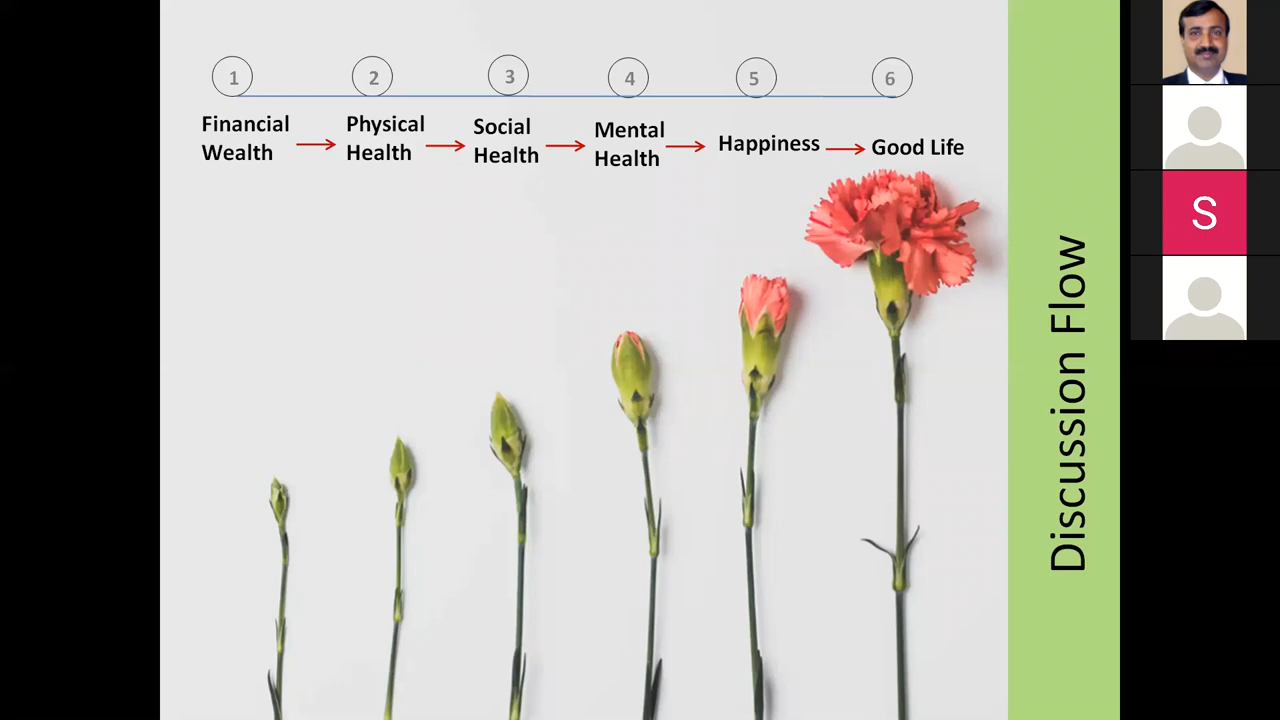 1
2
3
4
5
6
Financial
Wealth
Physical
Health
Social
Health
Mental
Health
Happiness
Good Life
Discussion Flow
S